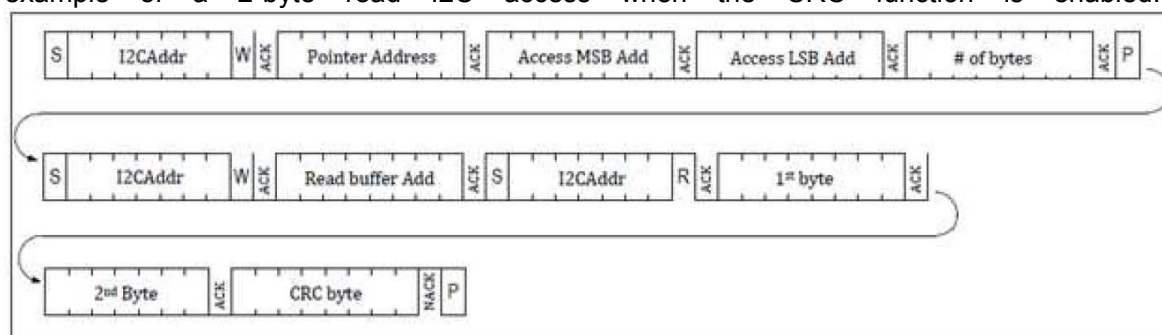 example of a 2-byte read I2C access when the CRC function is enabled.
S I2CAddr W ACK Pointer Address ACK Access MSB Add ACK Access LSB Add ACK # of bytes ACK P
S I2CAddr W ACK Read buffer Add ACK S I2CAddr R ACK 1st byte ACK
2nd Byte ACK CRC byte NACK P